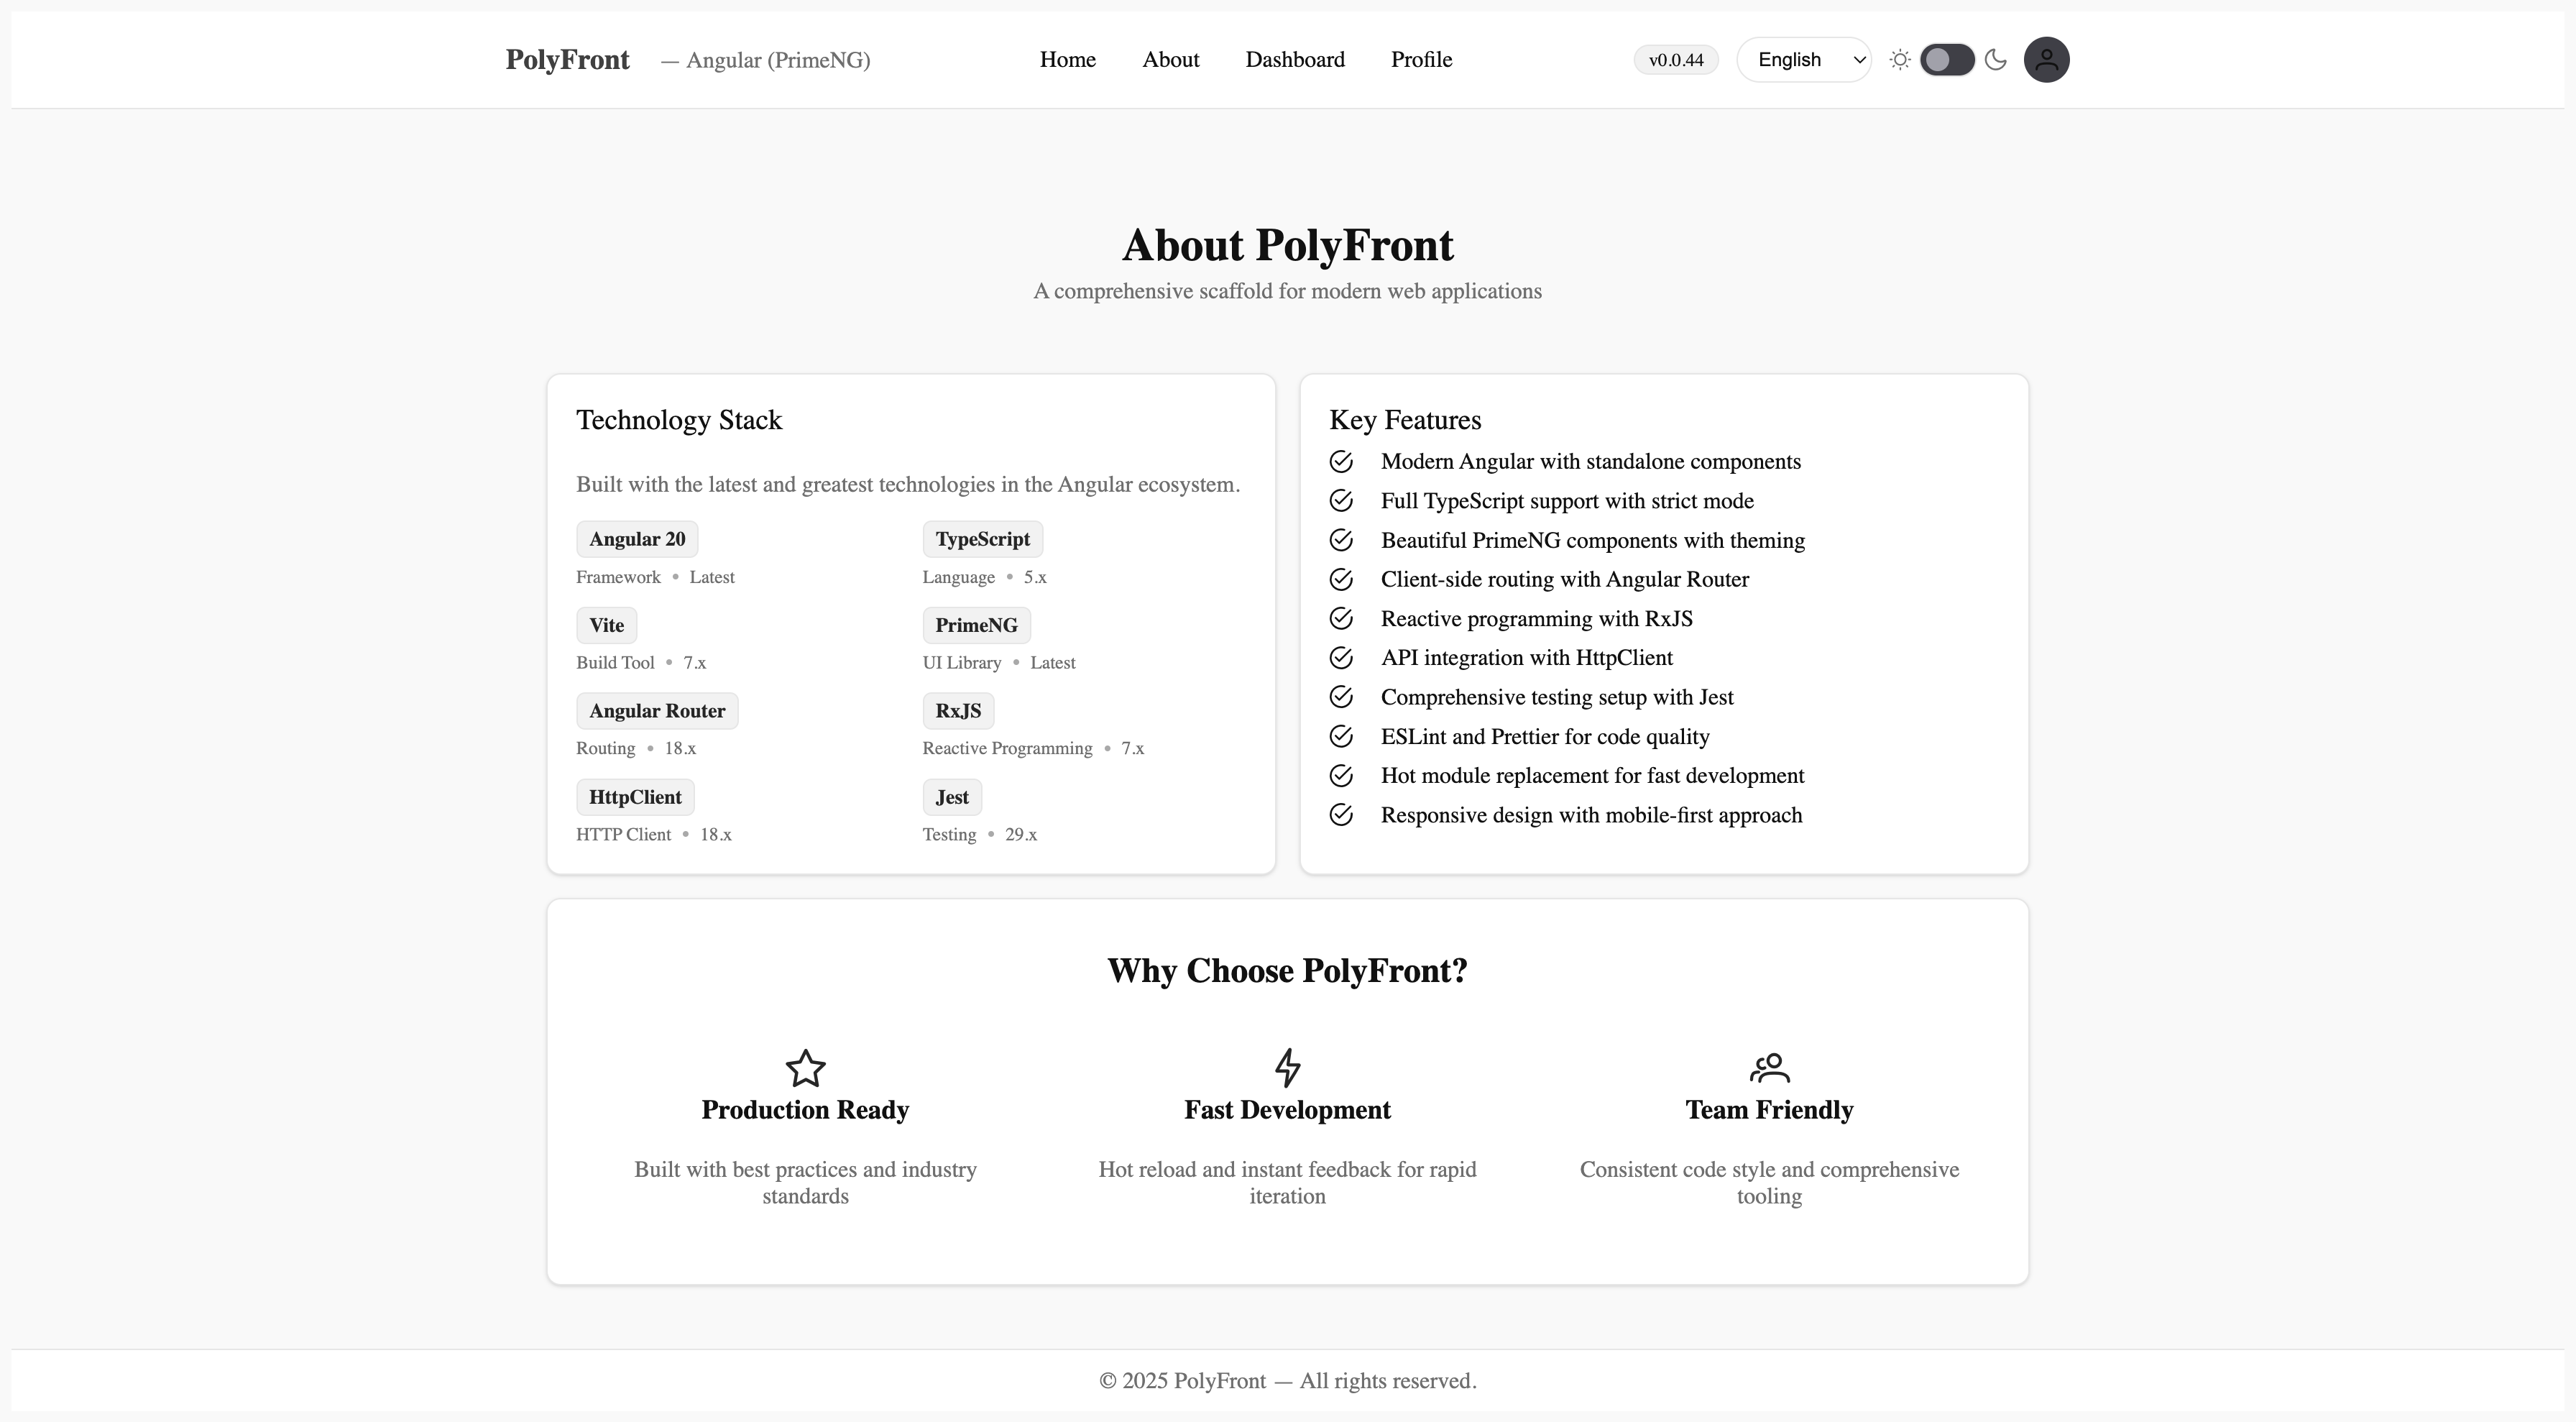 PolyFront — Angular (PrimeNG) Home About Dashboard Profile v0.0.44 English
About PolyFront
A comprehensive scaffold for modern web applications
Technology Stack
Built with the latest and greatest technologies in the Angular ecosystem.
Angular 20
Framework • Latest
TypeScript
Language • 5.x
Vite
Build Tool • 7.x
PrimeNG
UI Library • Latest
Angular Router
Routing • 18.x
RxJS
Reactive Programming • 7.x
HttpClient
HTTP Client • 18.x
Jest
Testing • 29.x
Key Features
Modern Angular with standalone components
Full TypeScript support with strict mode
Beautiful PrimeNG components with theming
Client-side routing with Angular Router
Reactive programming with RxJS
API integration with HttpClient
Comprehensive testing setup with Jest
ESLint and Prettier for code quality
Hot module replacement for fast development
Responsive design with mobile-first approach
Why Choose PolyFront?
Production Ready
Built with best practices and industry
standards
Fast Development
Hot reload and instant feedback for rapid
iteration
Team Friendly
Consistent code style and comprehensive
tooling
© 2025 PolyFront — All rights reserved.